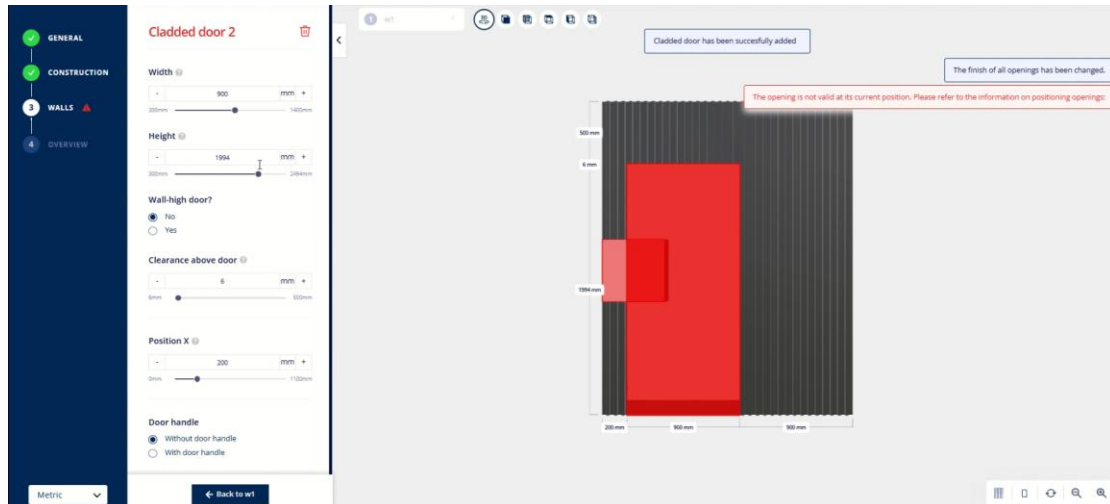 GENERAL
CONSTRUCTION
3 WALLS
4 OVERVIEW
Metric
Cladded door 2
Width
- 900 mm +
300mm 1400mm
Height
- 1994 mm +
300mm 2494mm
Wall-high door?
No
Yes
Clearance above door
- 6 mm +
6mm
Position X
- 200 mm +
0mm 1100mm
Door handle
Without door handle
With door handle
← Back to w1
1 w1
Cladded door has been succesfully added
The finish of all openings has been changed.
The opening is not valid at its current position. Please refer to the information on positioning openings:
500 mm
6 mm
1994 mm
200 mm 900 mm 900 mm